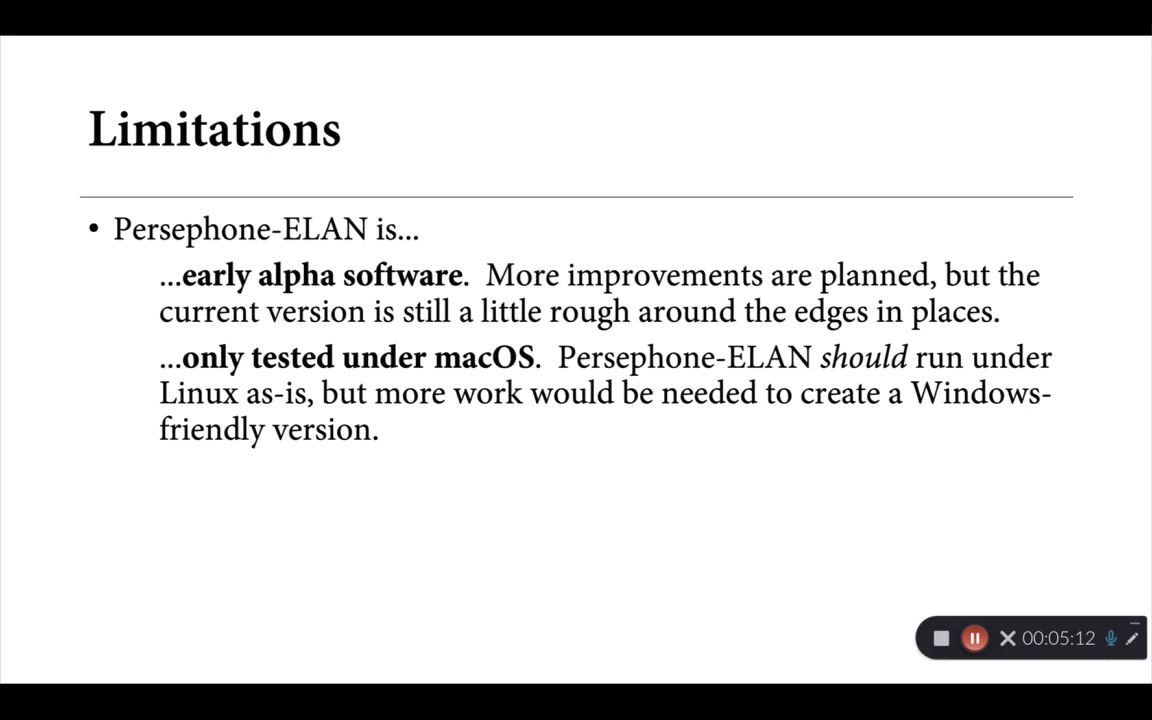 Limitations
• Persephone-ELAN is...
...early alpha software.  More improvements are planned, but the
current version is still a little rough around the edges in places.
...only tested under macOS.  Persephone-ELAN should run under
Linux as-is, but more work would be needed to create a Windows-
friendly version.
00:05:12